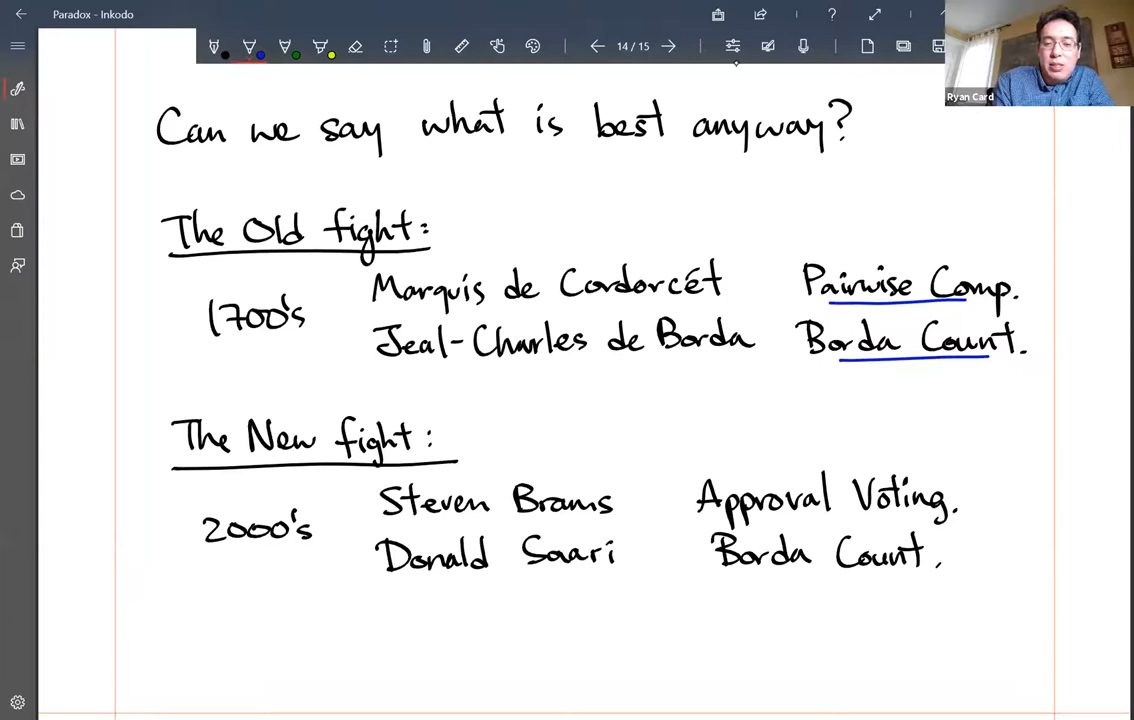 Paradox - Inkodo
14 / 15
Ryan Card
Can we say what is best anyway?
The Old fight:
1700's
Marquis de Cordorcét Pairwise Comp.
Jeal-Charles de Borda Borda Count.
The New fight:
2000's
Steven Brams Approval Voting.
Donald Saari Borda Count.